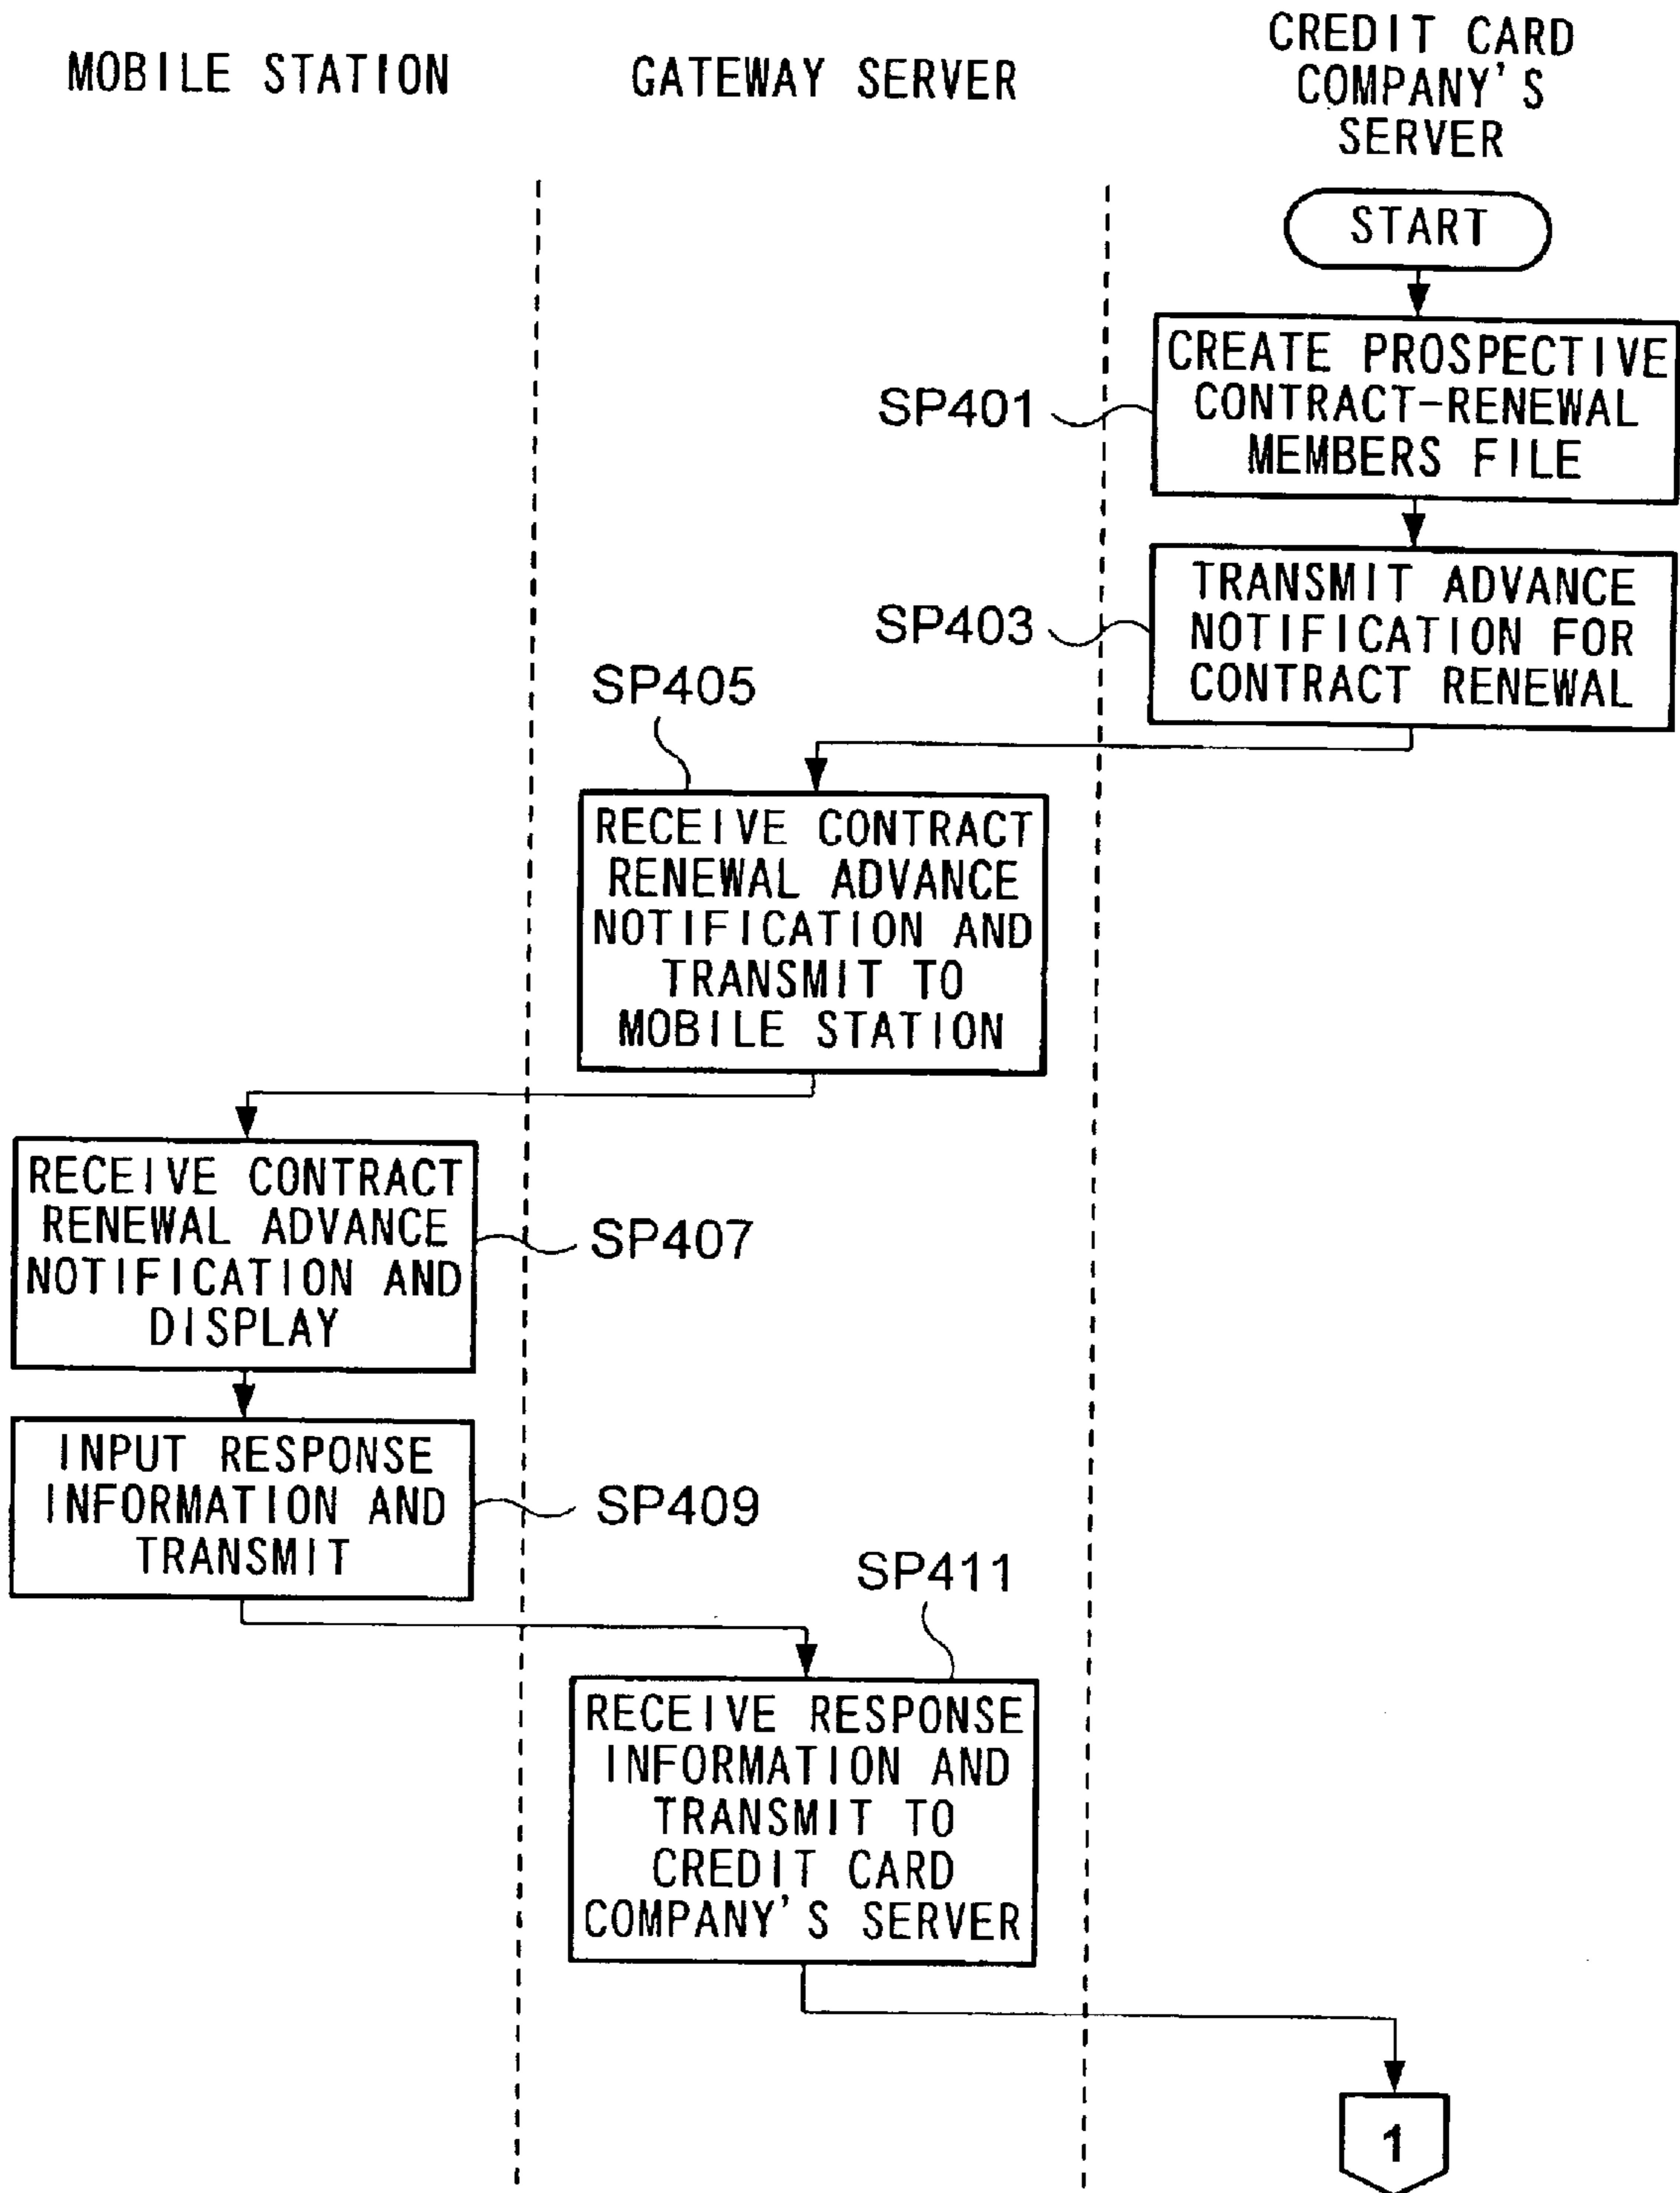 MOBILE STATION
GATEWAY SERVER
CREDIT CARD
COMPANY'S
SERVER
START
SP401
CREATE PROSPECTIVE
CONTRACT-RENEWAL
MEMBERS FILE
SP403
TRANSMIT ADVANCE
NOTIFICATION FOR
CONTRACT RENEWAL
SP405
RECEIVE CONTRACT
RENEWAL ADVANCE
NOTIFICATION AND
TRANSMIT TO
MOBILE STATION
RECEIVE CONTRACT
RENEWAL ADVANCE
NOTIFICATION AND
DISPLAY
SP407
INPUT RESPONSE
INFORMATION AND
TRANSMIT
SP409
SP411
RECEIVE RESPONSE
INFORMATION AND
TRANSMIT TO
CREDIT CARD
COMPANY'S SERVER
1